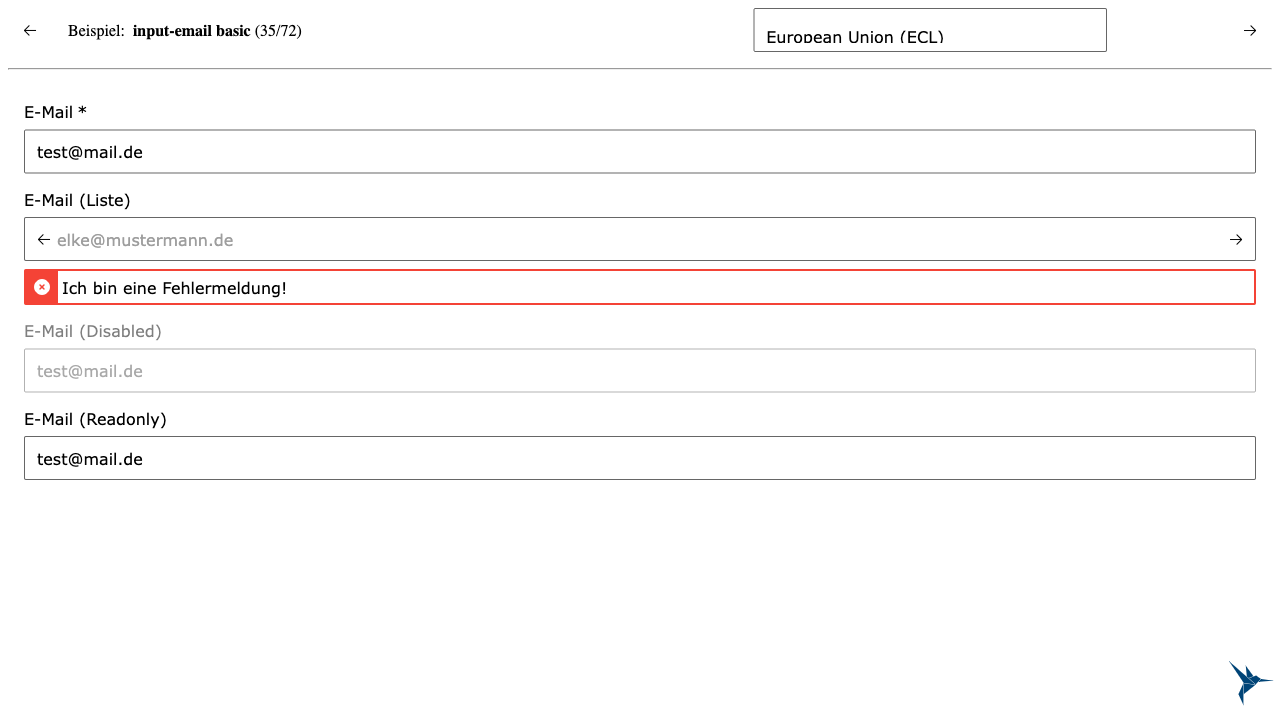 Beispiel: input-email basic (35/72)
European Union (ECL)
E-Mail *
test@mail.de
E-Mail (Liste)
elke@mustermann.de
Ich bin eine Fehlermeldung!
E-Mail (Disabled)
test@mail.de
E-Mail (Readonly)
test@mail.de